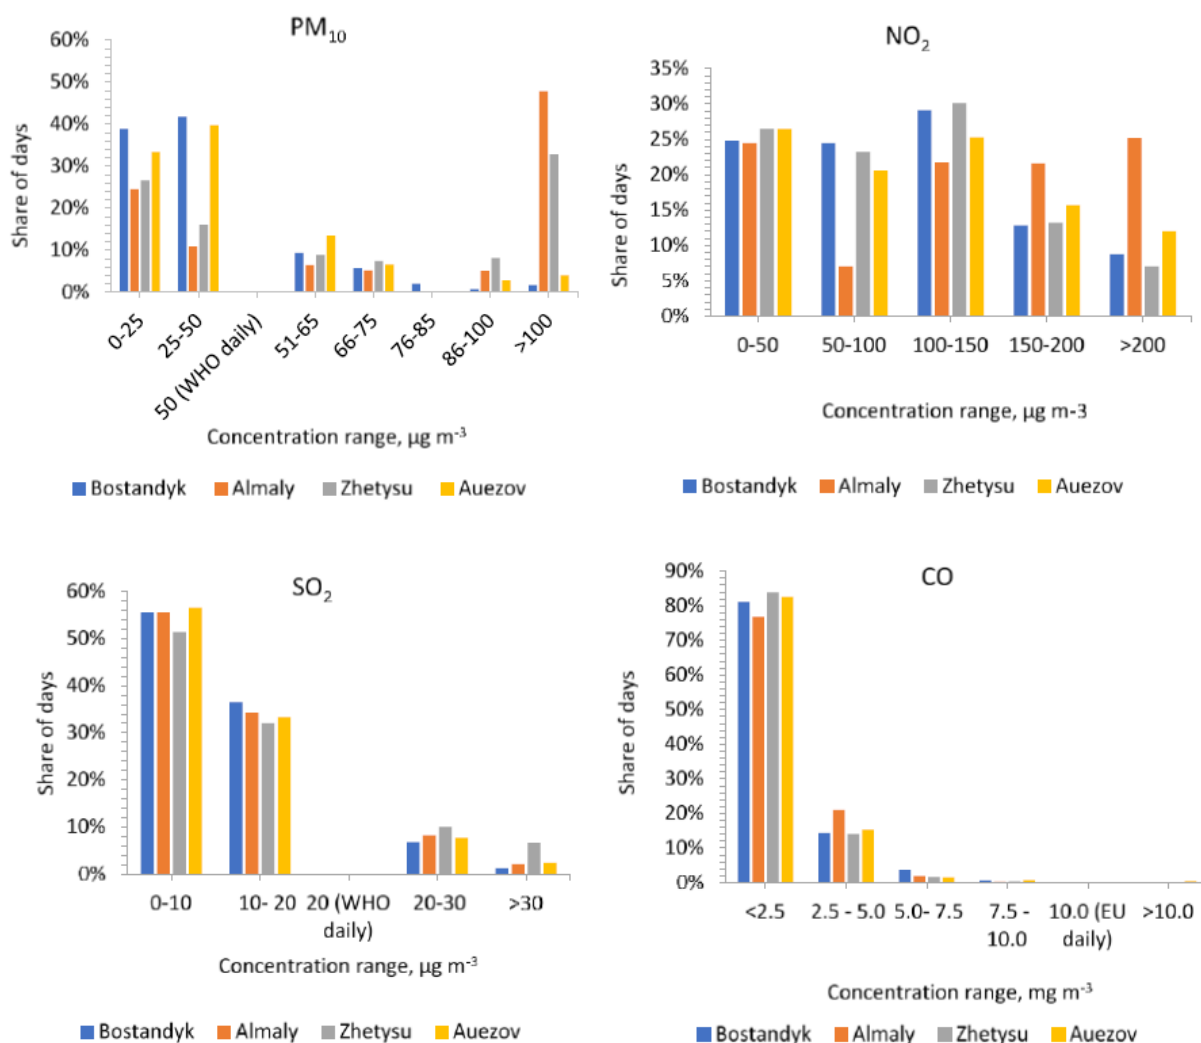 PM10
60%
50%
40%
30%
20%
10%
0%
Share of days
0-25
25-50
50 (WHO daily)
51-65
66-75
76-85
86-100
>100
Concentration range, µg m-3
Bostandyk Almaly Zhetysu Auezov
NO2
35%
30%
25%
20%
15%
10%
5%
0%
Share of days
0-50 50-100 100-150 150-200 >200
Concentration range, µg m-3
Bostandyk Almaly Zhetysu Auezov
SO2
60%
50%
40%
30%
20%
10%
0%
Share of days
0-10 10- 20 20 (WHO 20-30 >30
daily)
Concentration range, µg m-3
Bostandyk Almaly Zhetysu Auezov
CO
90%
80%
70%
60%
50%
40%
30%
20%
10%
0%
Share of days
<2.5 2.5 - 5.0 5.0- 7.5 7.5 - 10.0 (EU >10.0
10.0 daily)
Concentration range, mg m-3
Bostandyk Almaly Zhetysu Auezov